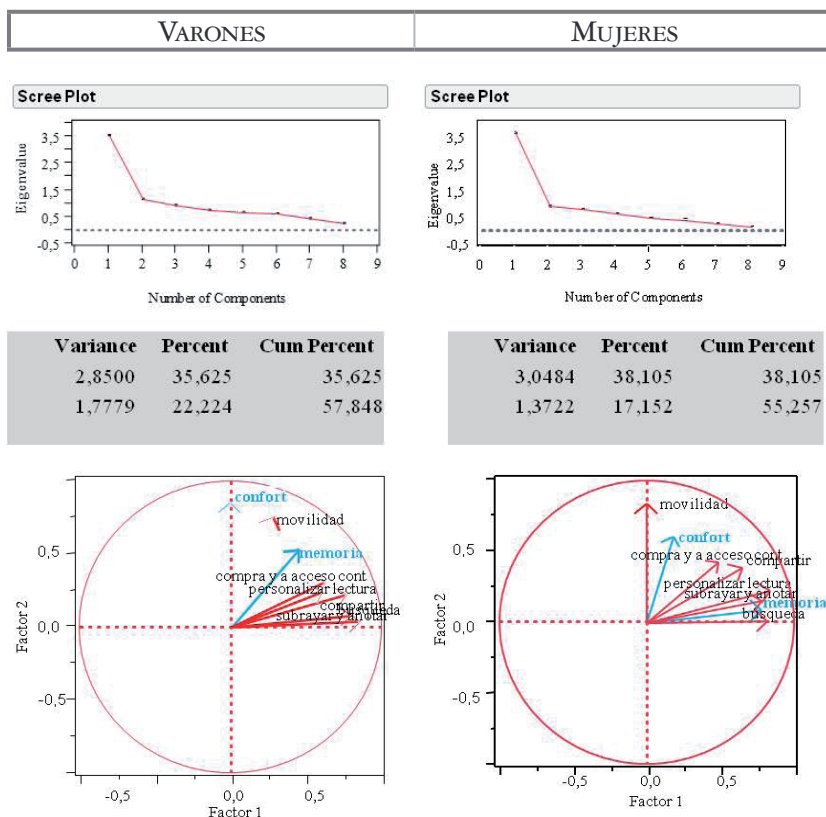 VARONES
MUJERES
Scree Plot
Eigenvalue
3,5
2,5
1,5
0,5
-0,5
0 1 2 3 4 5 6 7 8 9
Number of Components
Scree Plot
Eigenvalue
3,5
2,5
1,5
0,5
-0,5
0 1 2 3 4 5 6 7 8 9
Number of Components
Variance Percent Cum Percent
2,8500 35,625 35,625
1,7779 22,224 57,848
Variance Percent Cum Percent
3,0484 38,105 38,105
1,3722 17,152 55,257
Factor 2
0,5
0,0
-0,5
confort
movilidad
memoria
compra y a acceso cont
personalizar lectura
compartir
busqueda
subrayar y anotar
-0,5 0,0 0,5
Factor 1
Factor 2
0,5
0,0
-0,5
movilidad
confort
compra y a acceso cont
compartir
personalizar lectura
subrayar y anotar
memoria
busqueca
-0,5 0,0 0,5
Factor 1